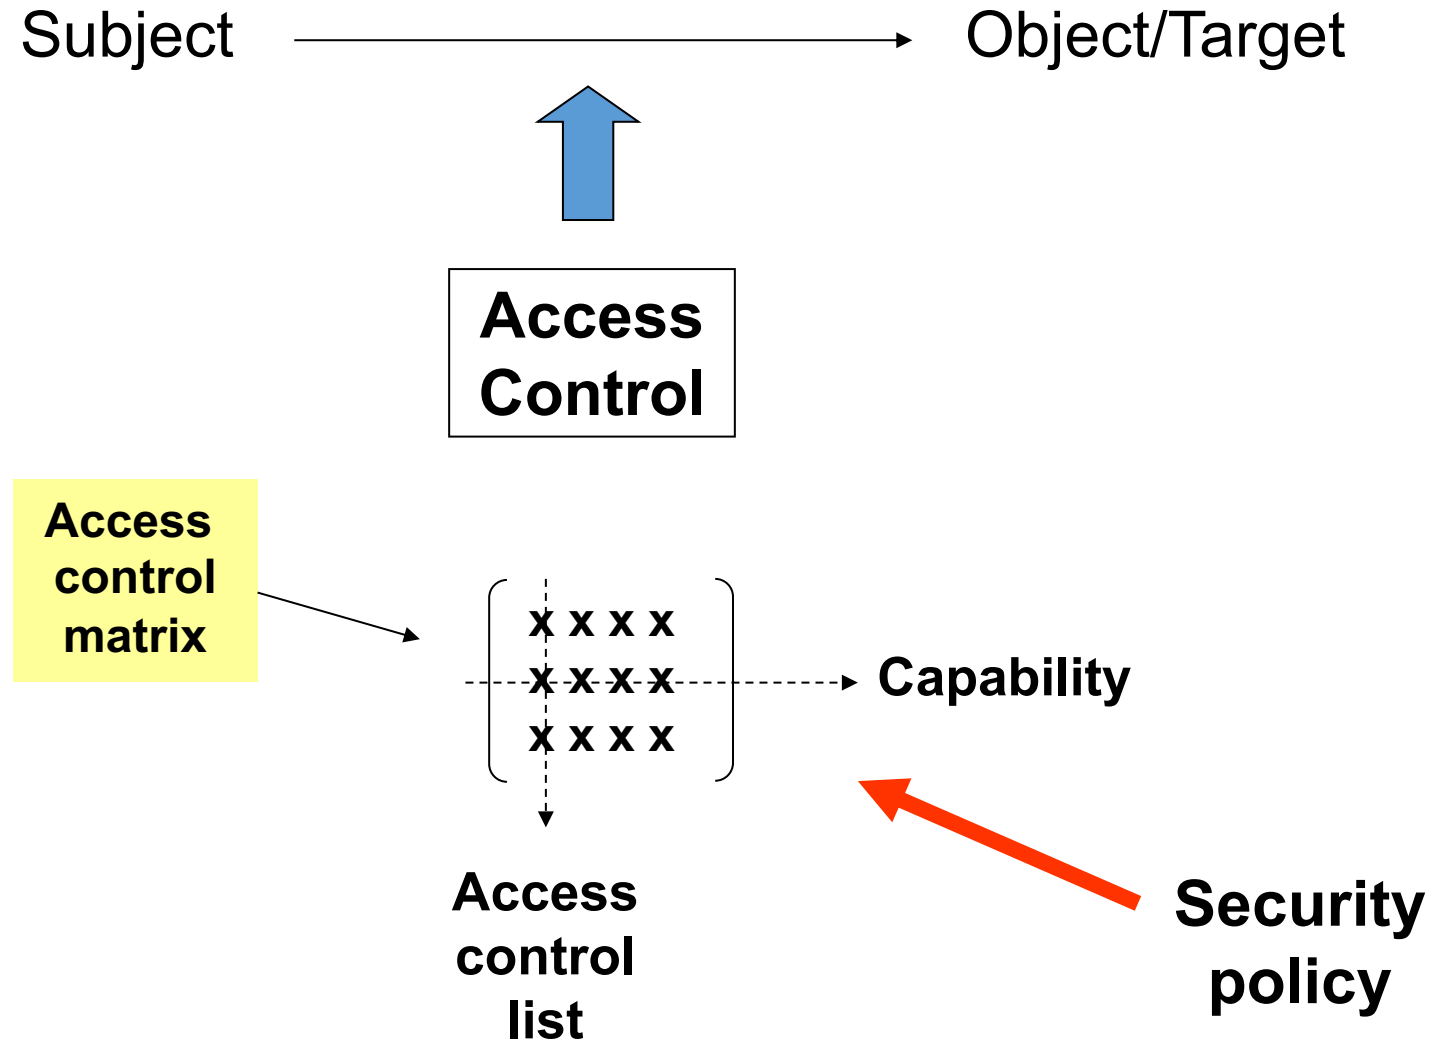 Subject
Object/Target
Access
Control
Access
control
matrix
x x x x
x x x x
x x x x
Capability
Access
control
list
Security
policy